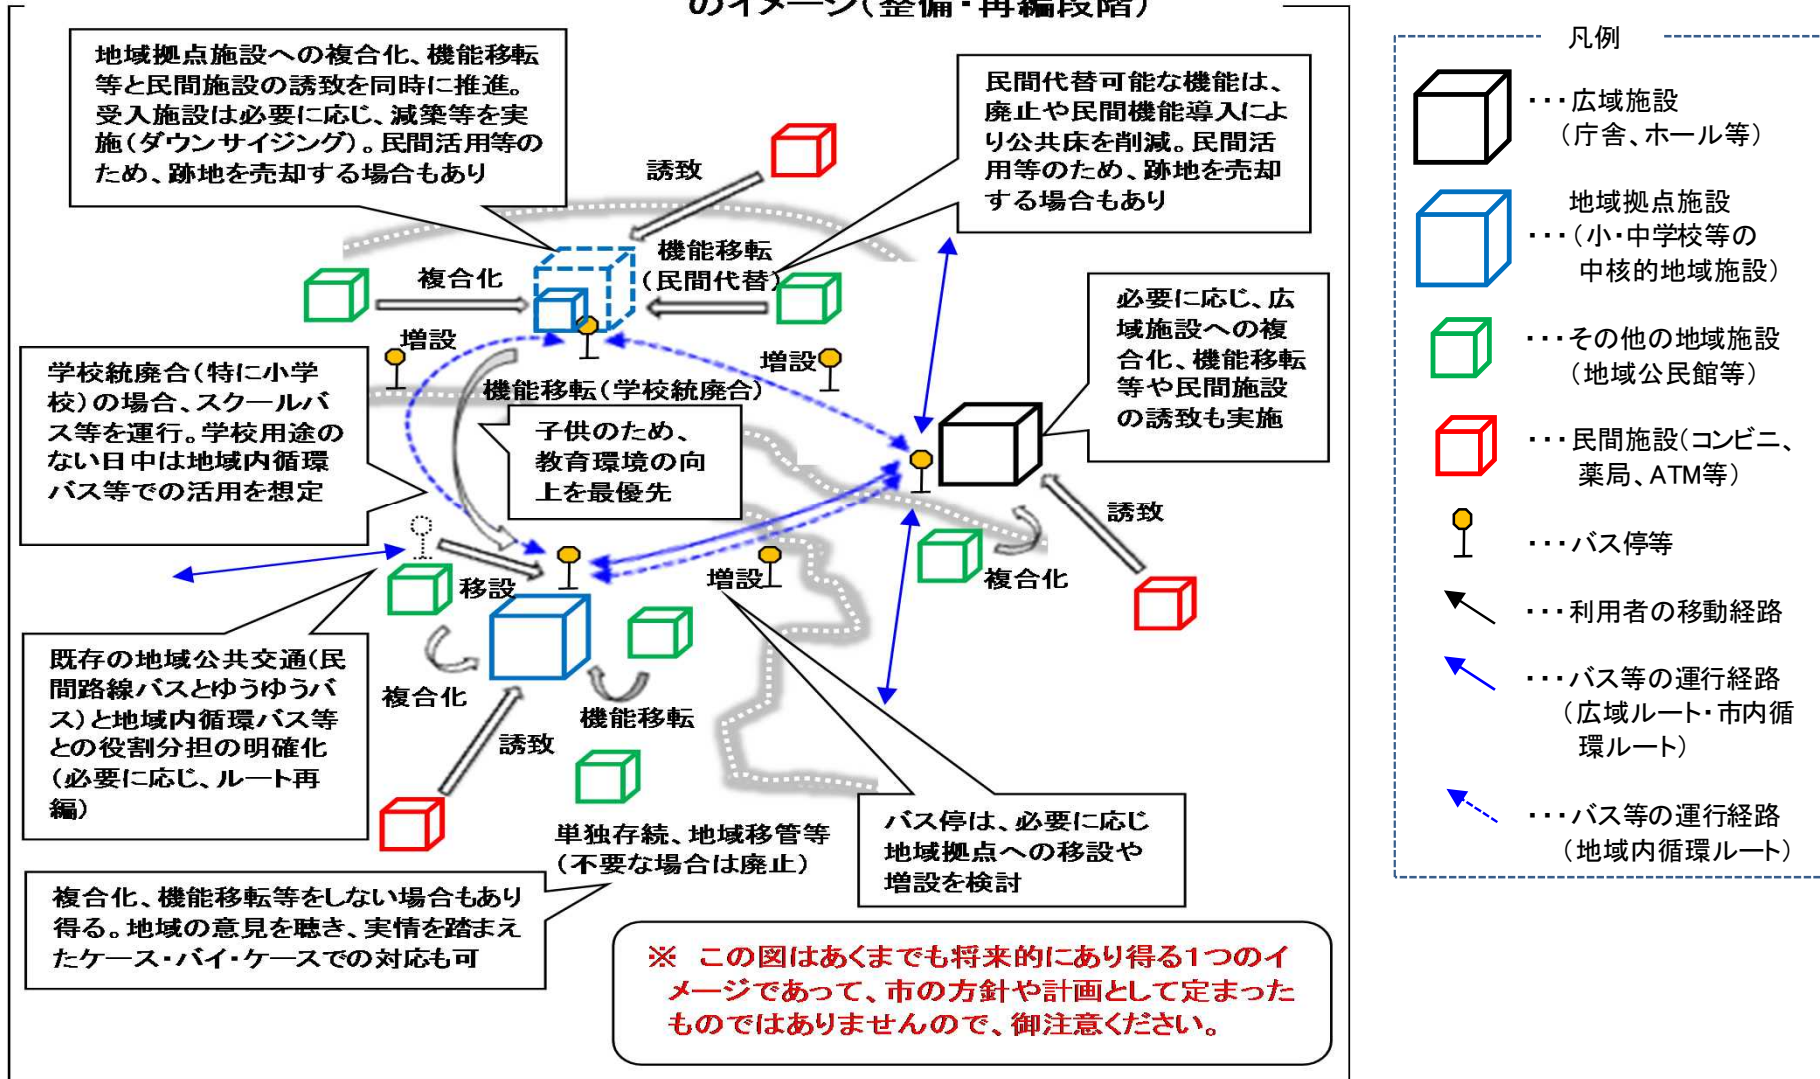 のイメージ（整備・再編段階）
地域拠点施設への複合化、機能移転
等と民間施設の誘致を同時に推進。
受入施設は必要に応じ、減築等を実
施（ダウンサイジング）。民間活用等の
ため、跡地を売却する場合もあり
民間代替可能な機能は、
廃止や民間機能導入によ
り公共床を削減。民間活
用等のため、跡地を売却
する場合もあり
誘致
複合化
機能移転
（民間代替）
増設
増設
機能移転（学校統廃合）
必要に応じ、広
域施設への複
合化、機能移転
等や民間施設
の誘致も実施
学校統廃合（特に小学
校）の場合、スクールバ
ス等を運行。学校用途の
ない日中は地域内循環
バス等での活用を想定
子供のため、
教育環境の向
上を最優先
誘致
複合化
移設
増設
既存の地域公共交通（民
間路線バスとゆうゆうバ
ス）と地域内循環バス等
との役割分担の明確化
（必要に応じ、ルート再
編）
複合化
機能移転
誘致
単独存続、地域移管等
（不要な場合は廃止）
バス停は、必要に応じ
地域拠点への移設や
増設を検討
複合化、機能移転等をしない場合もあり
得る。地域の意見を聴き、実情を踏まえ
たケース・バイ・ケースでの対応も可
※ この図はあくまでも将来的にあり得る1つのイ
メージであって、市の方針や計画として定まった
ものではありませんので、御注意ください。
凡例
・・・広域施設
（庁舎、ホール等）
地域拠点施設
・・・（小・中学校等の
中核的地域施設）
・・・その他の地域施設
（地域公民館等）
・・・民間施設（コンビニ、
薬局、ATM等）
・・・バス停等
・・・利用者の移動経路
・・・バス等の運行経路
（広域ルート・市内循
環ルート）
・・・バス等の運行経路
（地域内循環ルート）